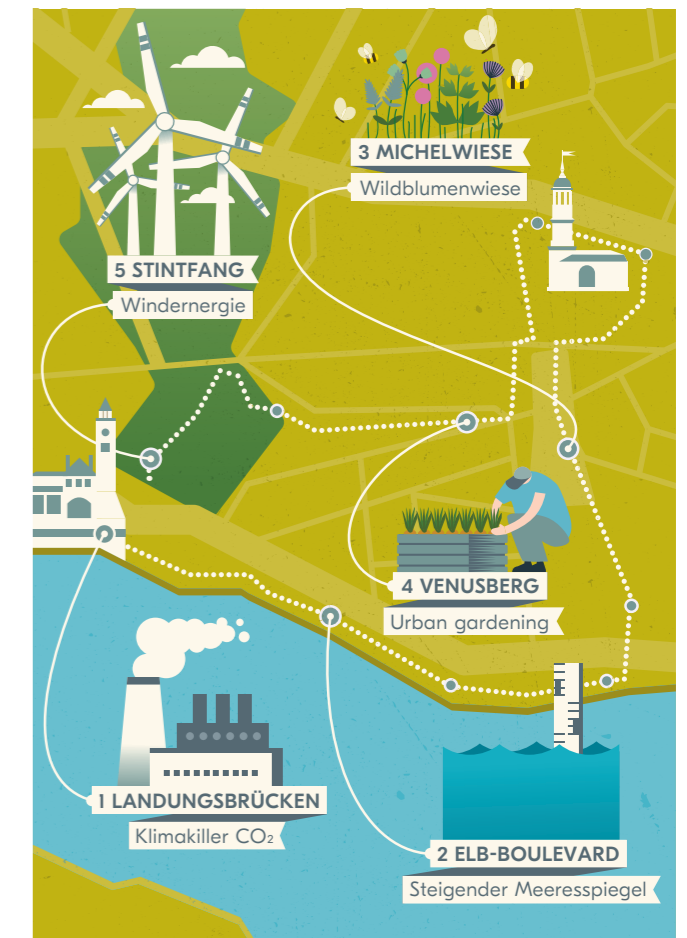 3 MICHELWIESE
Wildblumenwiese
5 STINTFANG
Windernergie
4 VENUSBERG
Urban gardening
1 LANDUNGSBRÜCKEN
Klimakiller CO₂
2 ELB-BOULEVARD
Steigender Meeresspiegel